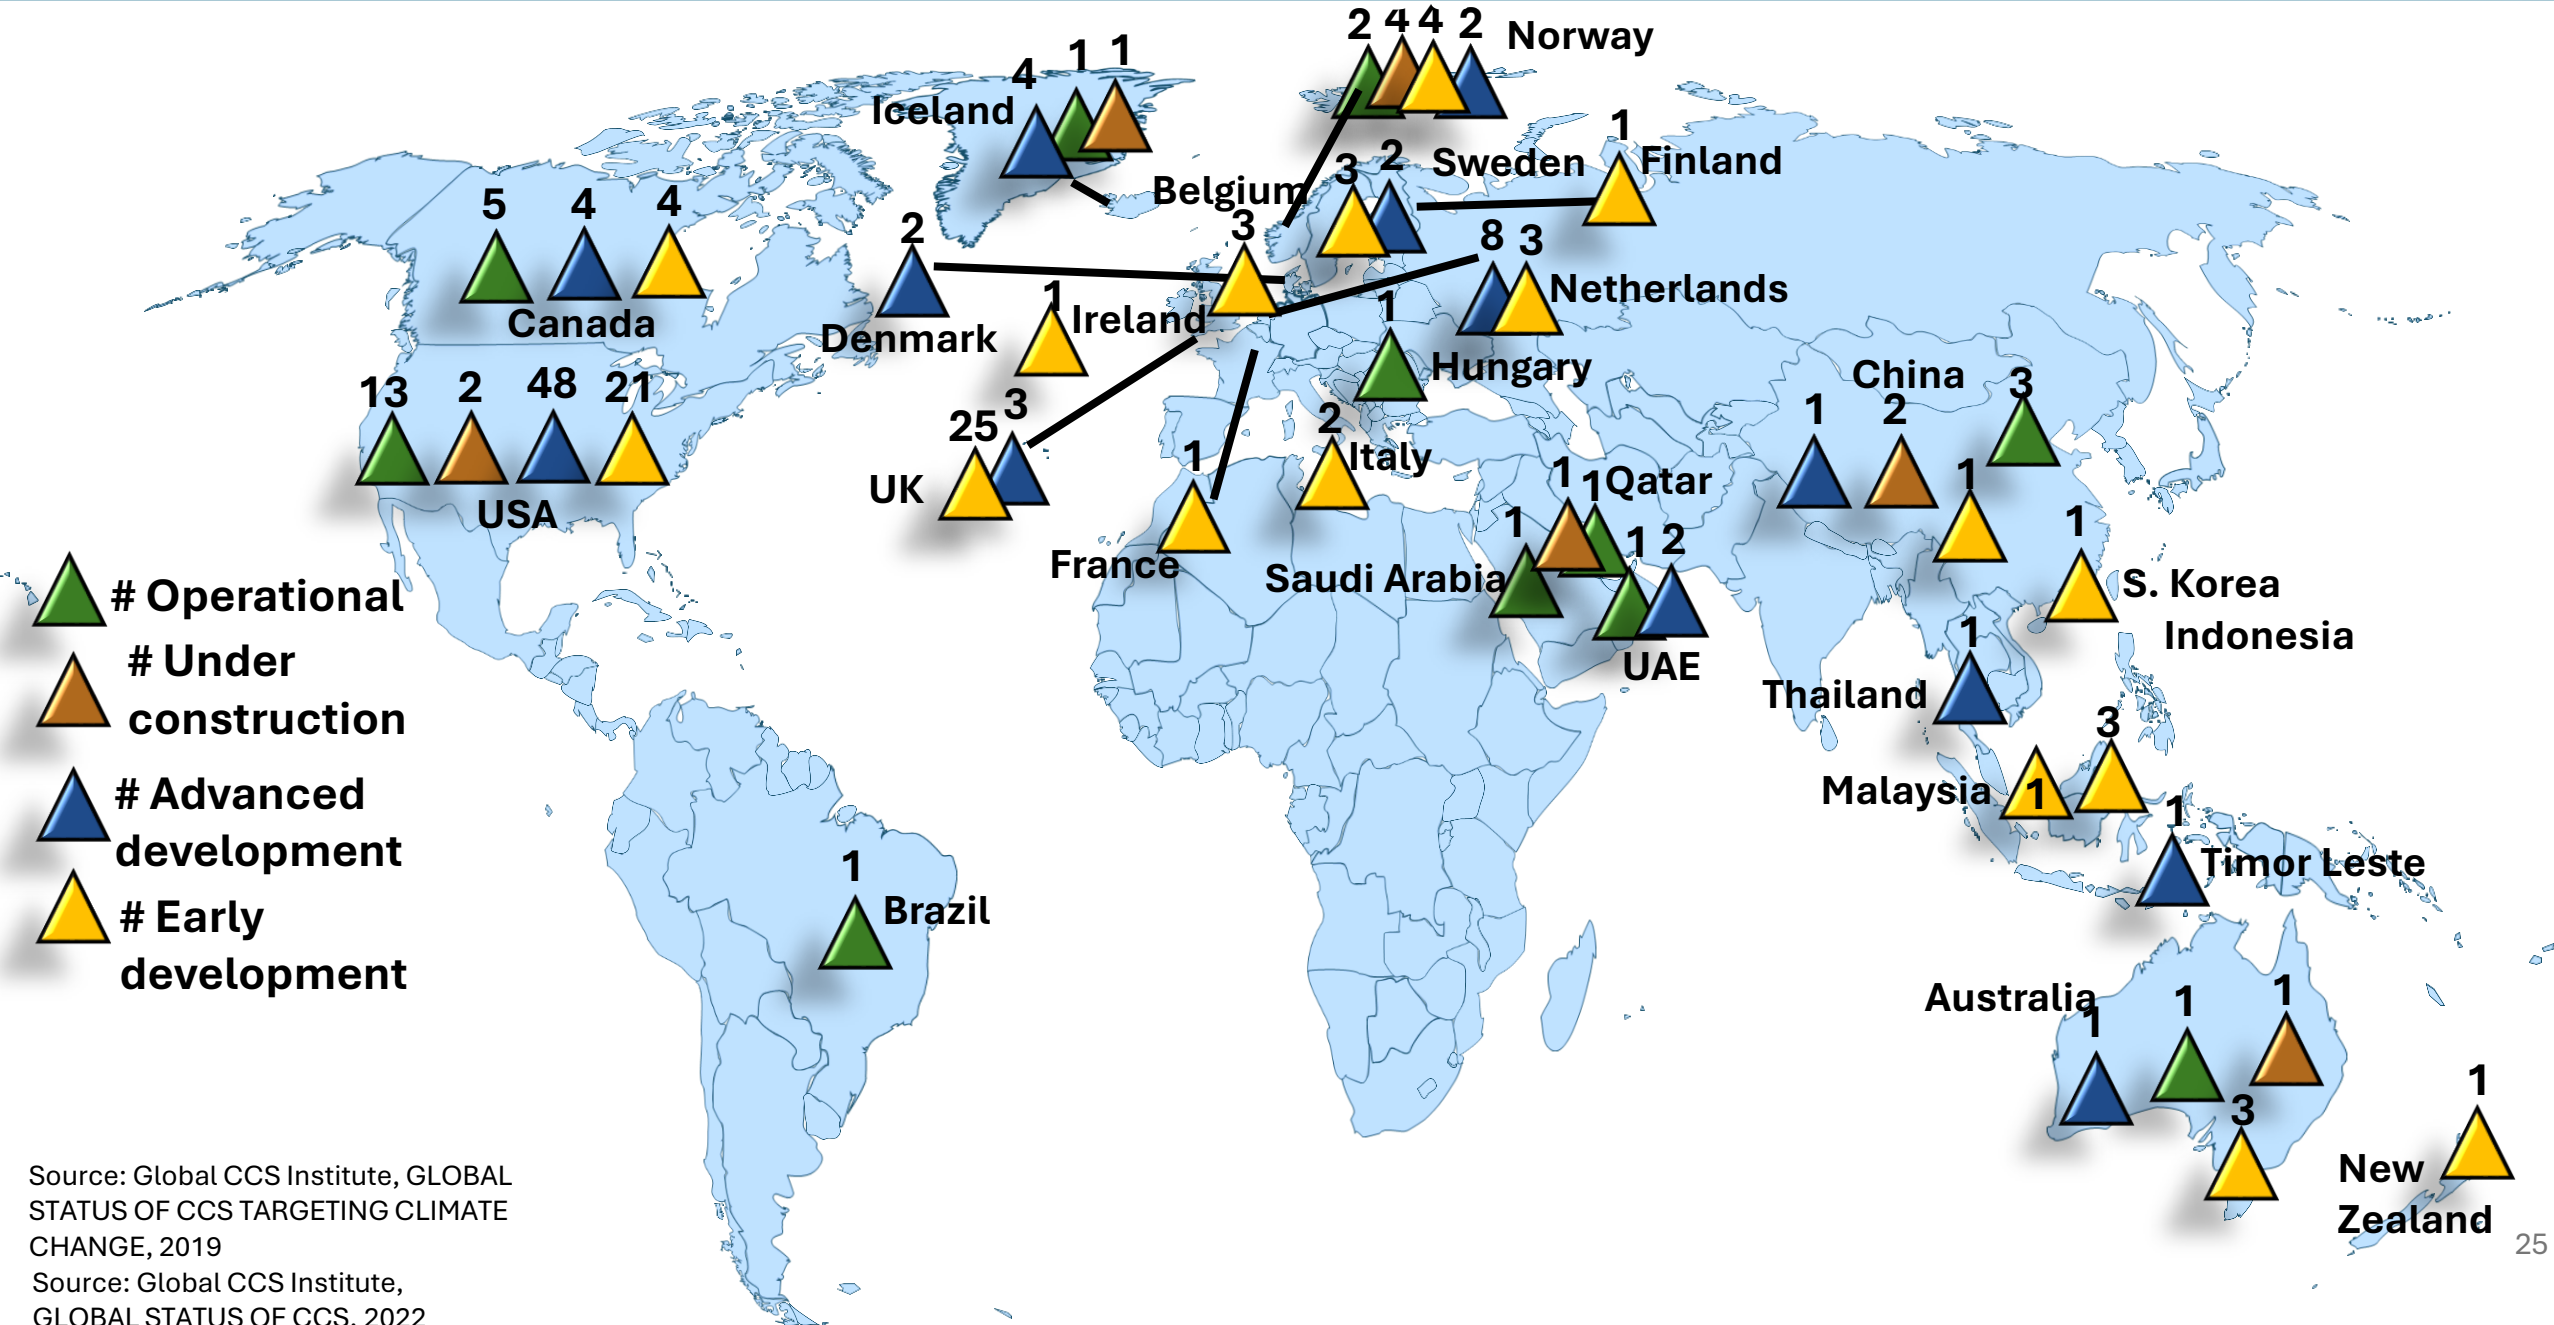 2 4 4 2 Norway
4 1 1
Iceland
1
Finland
3 2 Sweden
Belgium
3
5 4 4
Canada
2
Denmark
1
Ireland
8 3
Netherlands
1
Hungary
13 2 48 21
USA
25 3
UK
1
France
2
Italy
1 1 Qatar
1
Saudi Arabia
1 2
UAE
China
1 2 3
1
1
S. Korea
Indonesia
1
Thailand
3
Malaysia
1
1
Timor Leste
1
Brazil
Australia
1 1 1
3
1
New
Zealand
# Operational
# Under
construction
# Advanced
development
# Early
development
Source: Global CCS Institute, GLOBAL
STATUS OF CCS TARGETING CLIMATE
CHANGE, 2019
Source: Global CCS Institute,
GLOBAL STATUS OF CCS, 2022
25